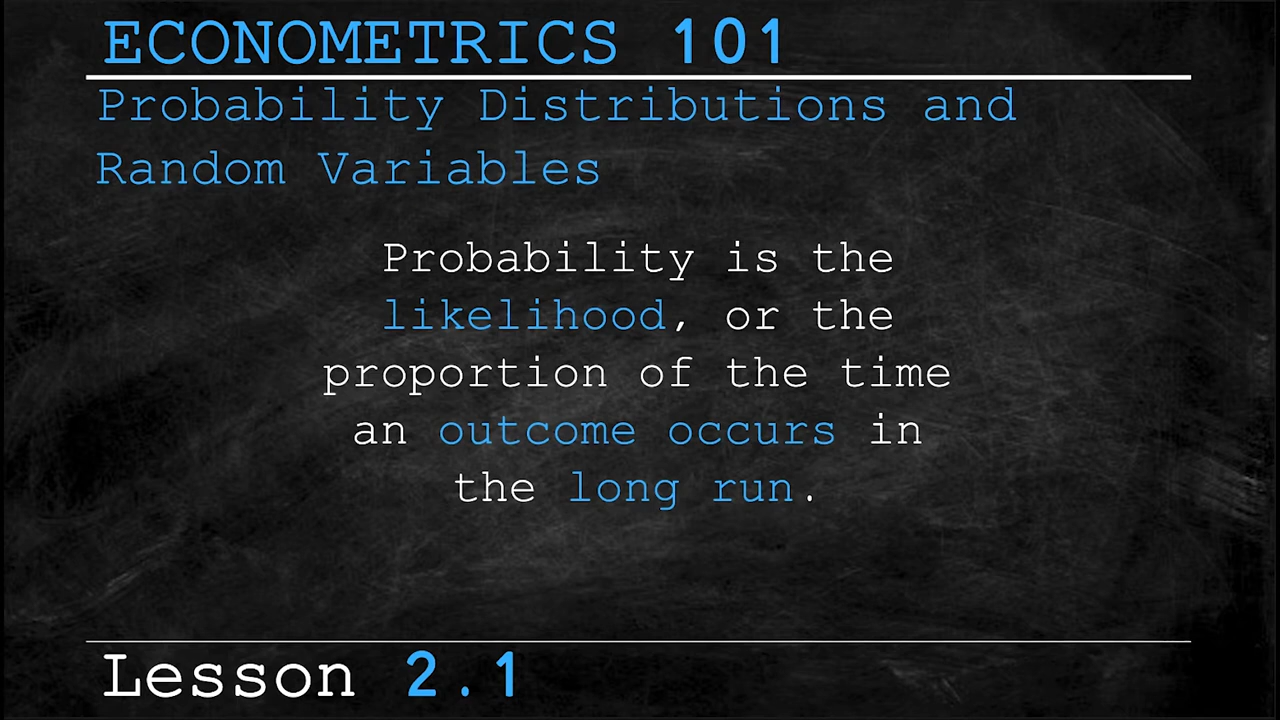 ECONOMETRICS 101
Probability Distributions and
Random Variables
Probability is the
likelihood, or the
proportion of the time
an outcome occurs in
the long run.
Lesson 2.1